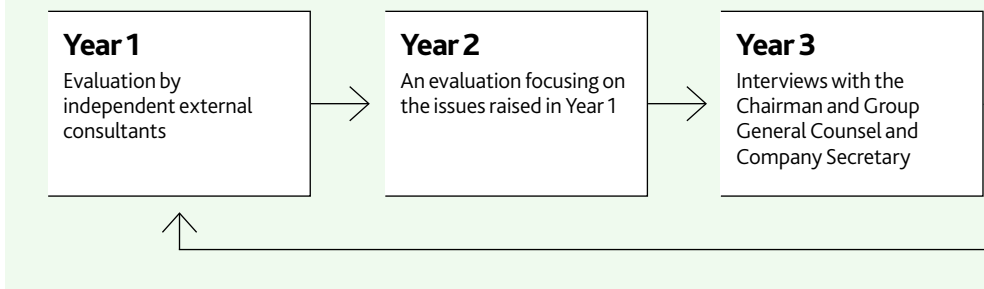 Year 1
Evaluation by
independent external
consultants
Year 2
An evaluation focusing on
the issues raised in Year 1
Year 3
Interviews with the
Chairman and Group
General Counsel and
Company Secretary